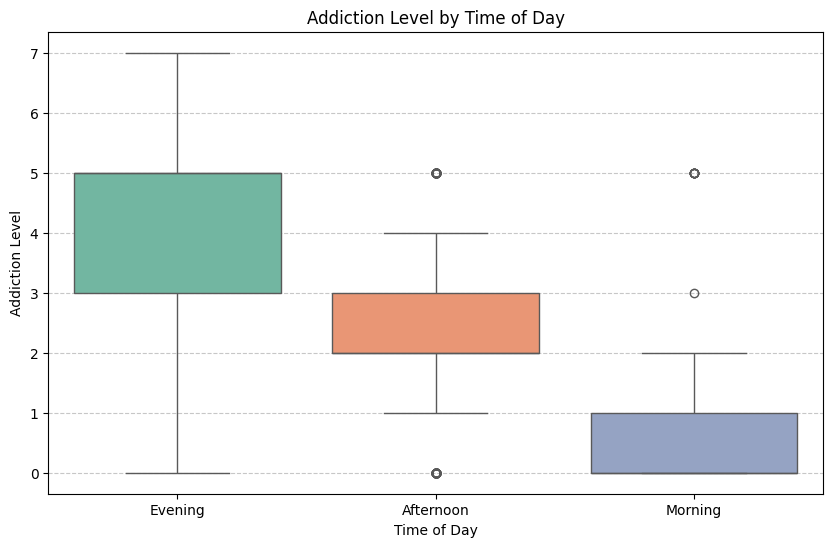 Addiction Level by Time of Day
Addiction Level
7
6
5
4
3
2
1
0
Evening Afternoon Morning
Time of Day